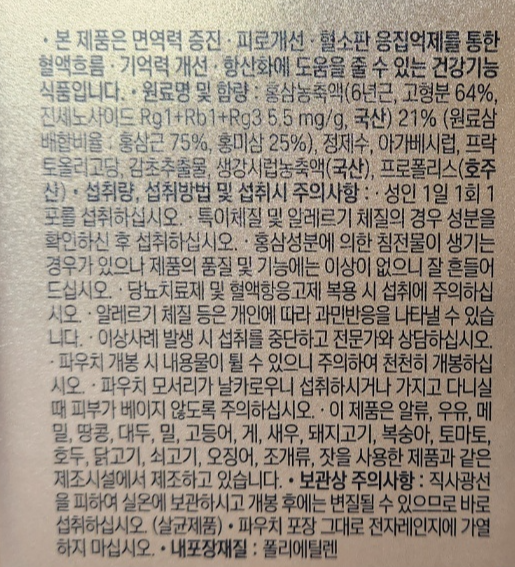 • 본 제품은 면역력 증진 · 피로개선 · 혈소판 응집억제를 통한
혈액흐름 · 기억력 개선 · 항산화에 도움을 줄 수 있는 건강기능
식품입니다. • 원료명 및 함량 : 홍삼농축액(6년근, 고형분 64%,
진세노사이드 Rg1+Rb1+Rg3 5.5 mg/g, 국산) 21% (원료삼
배합비율 : 홍삼근 75%, 홍미삼 25%), 정제수, 아가베시럽, 프락
토올리고당, 감초추출물, 생강시럽농축액(국산), 프로폴리스(호주
산) • 섭취량, 섭취방법 및 섭취시 주의사항 : · 성인 1일 1회 1
포를 섭취하십시오. · 특이체질 및 알레르기 체질의 경우 성분을
확인하신 후 섭취하십시오. · 홍삼성분에 의한 침전물이 생기는
경우가 있으나 제품의 품질 및 기능에는 이상이 없으니 잘 흔들어
드십시오. · 당뇨치료제 및 혈액항응고제 복용 시 섭취에 주의하십
시오. · 알레르기 체질 등은 개인에 따라 과민반응을 나타낼 수 있습
니다. · 이상사례 발생 시 섭취를 중단하고 전문가와 상담하십시오.
· 파우치 개봉 시 내용물이 튈 수 있으니 주의하여 천천히 개봉하십
시오. · 파우치 모서리가 날카로우니 섭취하시거나 가지고 다니실
때 피부가 베이지 않도록 주의하십시오. · 이 제품은 알류, 우유, 메
밀, 땅콩, 대두, 밀, 고등어, 게, 새우, 돼지고기, 복숭아, 토마토,
호두, 닭고기, 쇠고기, 오징어, 조개류, 잣을 사용한 제품과 같은
제조시설에서 제조하고 있습니다. • 보관상 주의사항 : 직사광선
을 피하여 실온에 보관하시고 개봉 후에는 변질될 수 있으므로 바로
섭취하십시오. (살균제품) • 파우치 포장 그대로 전자레인지에 가열
하지 마십시오. • 내포장재질 : 폴리에틸렌